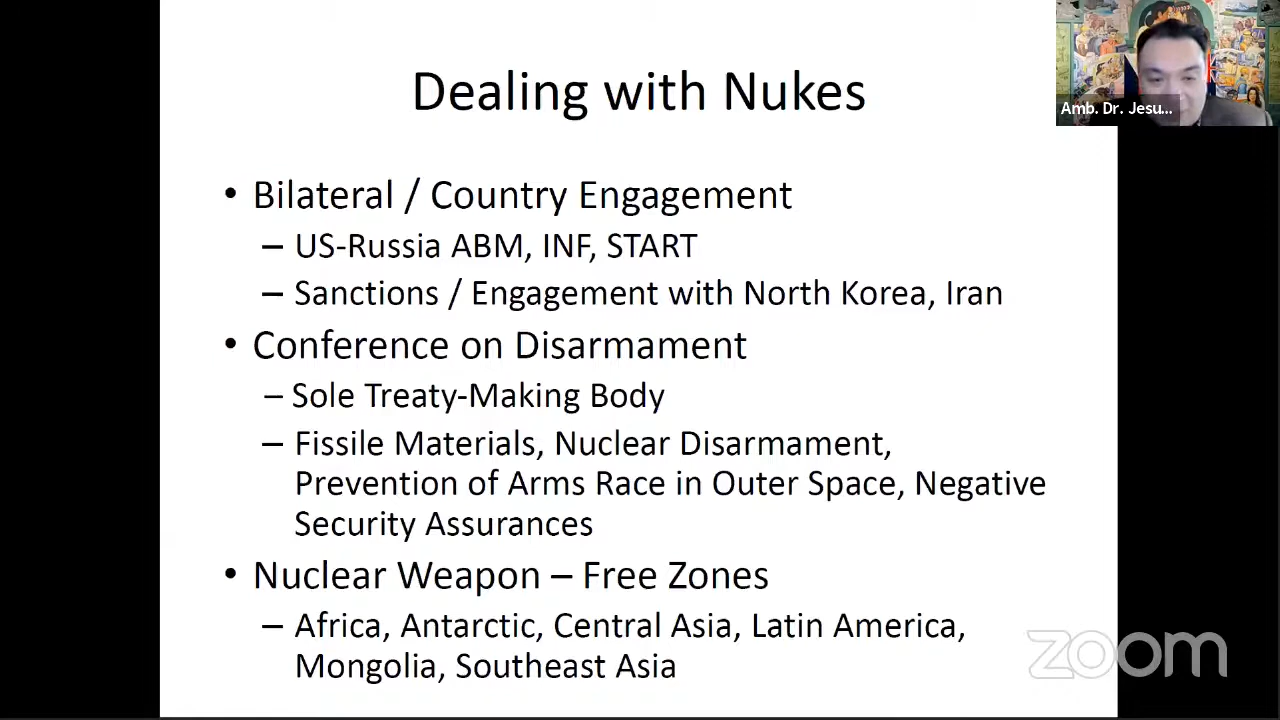 Dealing with Nukes
Amb. Dr. Jesu...
• Bilateral / Country Engagement
– US-Russia ABM, INF, START
– Sanctions / Engagement with North Korea, Iran
• Conference on Disarmament
– Sole Treaty-Making Body
– Fissile Materials, Nuclear Disarmament,
Prevention of Arms Race in Outer Space, Negative
Security Assurances
• Nuclear Weapon – Free Zones
– Africa, Antarctic, Central Asia, Latin America,
Mongolia, Southeast Asia
zoom